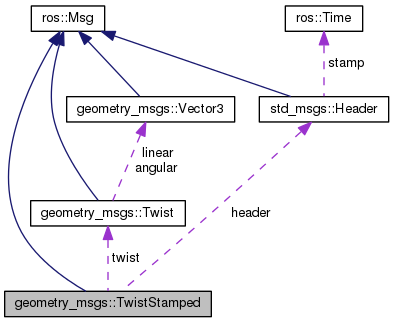 ros::Msg
ros::Time
stamp
geometry_msgs::Vector3
std_msgs::Header
linear
angular
geometry_msgs::Twist
header
twist
geometry_msgs::TwistStamped